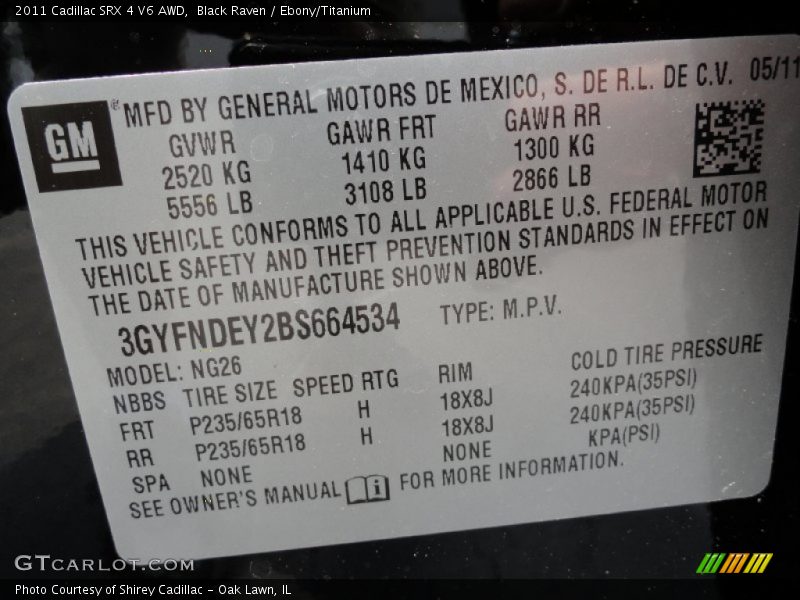 2011 Cadillac SRX 4 V6 AWD,  Black Raven / Ebony/Titanium
GM ® MFD BY GENERAL MOTORS DE MEXICO, S. DE R.L. DE C.V. 05/11
GVWR GAWR FRT GAWR RR
2520 KG 1410 KG 1300 KG
5556 LB 3108 LB 2866 LB
THIS VEHICLE CONFORMS TO ALL APPLICABLE U.S. FEDERAL MOTOR
VEHICLE SAFETY AND THEFT PREVENTION STANDARDS IN EFFECT ON
THE DATE OF MANUFACTURE SHOWN ABOVE.
3GYFNDEY2BS664534 TYPE: M.P.V.
MODEL: NG26
NBBS TIRE SIZE SPEED RTG RIM COLD TIRE PRESSURE
FRT P235/65R18 H 18X8J 240KPA(35PSI)
RR P235/65R18 H 18X8J 240KPA(35PSI)
SPA NONE NONE KPA(PSI)
SEE OWNER'S MANUAL i FOR MORE INFORMATION.
GTCARLOT.COM
Photo Courtesy of Shirey Cadillac - Oak Lawn, IL